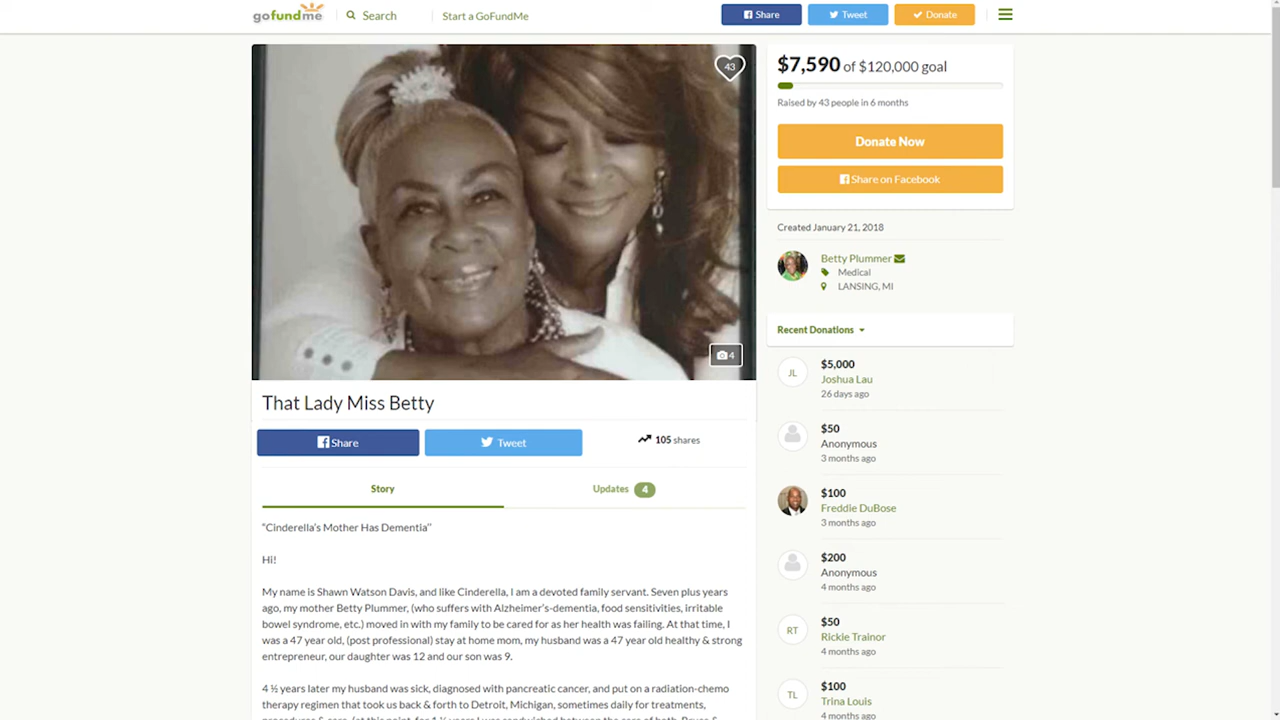 gofundme
Search
Start a GoFundMe
Share
Tweet
Donate
43
4
$7,590 of $120,000 goal
Raised by 43 people in 6 months
Donate Now
Share on Facebook
Created January 21, 2018
Betty Plummer
Medical
LANSING, MI
That Lady Miss Betty
Share
Tweet
105 shares
Story
Updates 4
"Cinderella's Mother Has Dementia"
Hi!
My name is Shawn Watson Davis, and like Cinderella, I am a devoted family servant. Seven plus years
ago, my mother Betty Plummer, (who suffers with Alzheimer's-dementia, food sensitivities, irritable
bowel syndrome, etc.) moved in with my family to be cared for as her health was failing. At that time, I
was a 47 year old, (post professional) stay at home mom, my husband was a 47 year old healthy & strong
entrepreneur, our daughter was 12 and our son was 9.
4 ½ years later my husband was sick, diagnosed with pancreatic cancer, and put on a radiation-chemo
therapy regimen that took us back & forth to Detroit, Michigan, sometimes daily for treatments,
Recent Donations
JL
$5,000
Joshua Lau
26 days ago
$50
Anonymous
3 months ago
$100
Freddie DuBose
3 months ago
$200
Anonymous
4 months ago
RT
$50
Rickie Trainor
4 months ago
TL
$100
Trina Louis
4 months ago